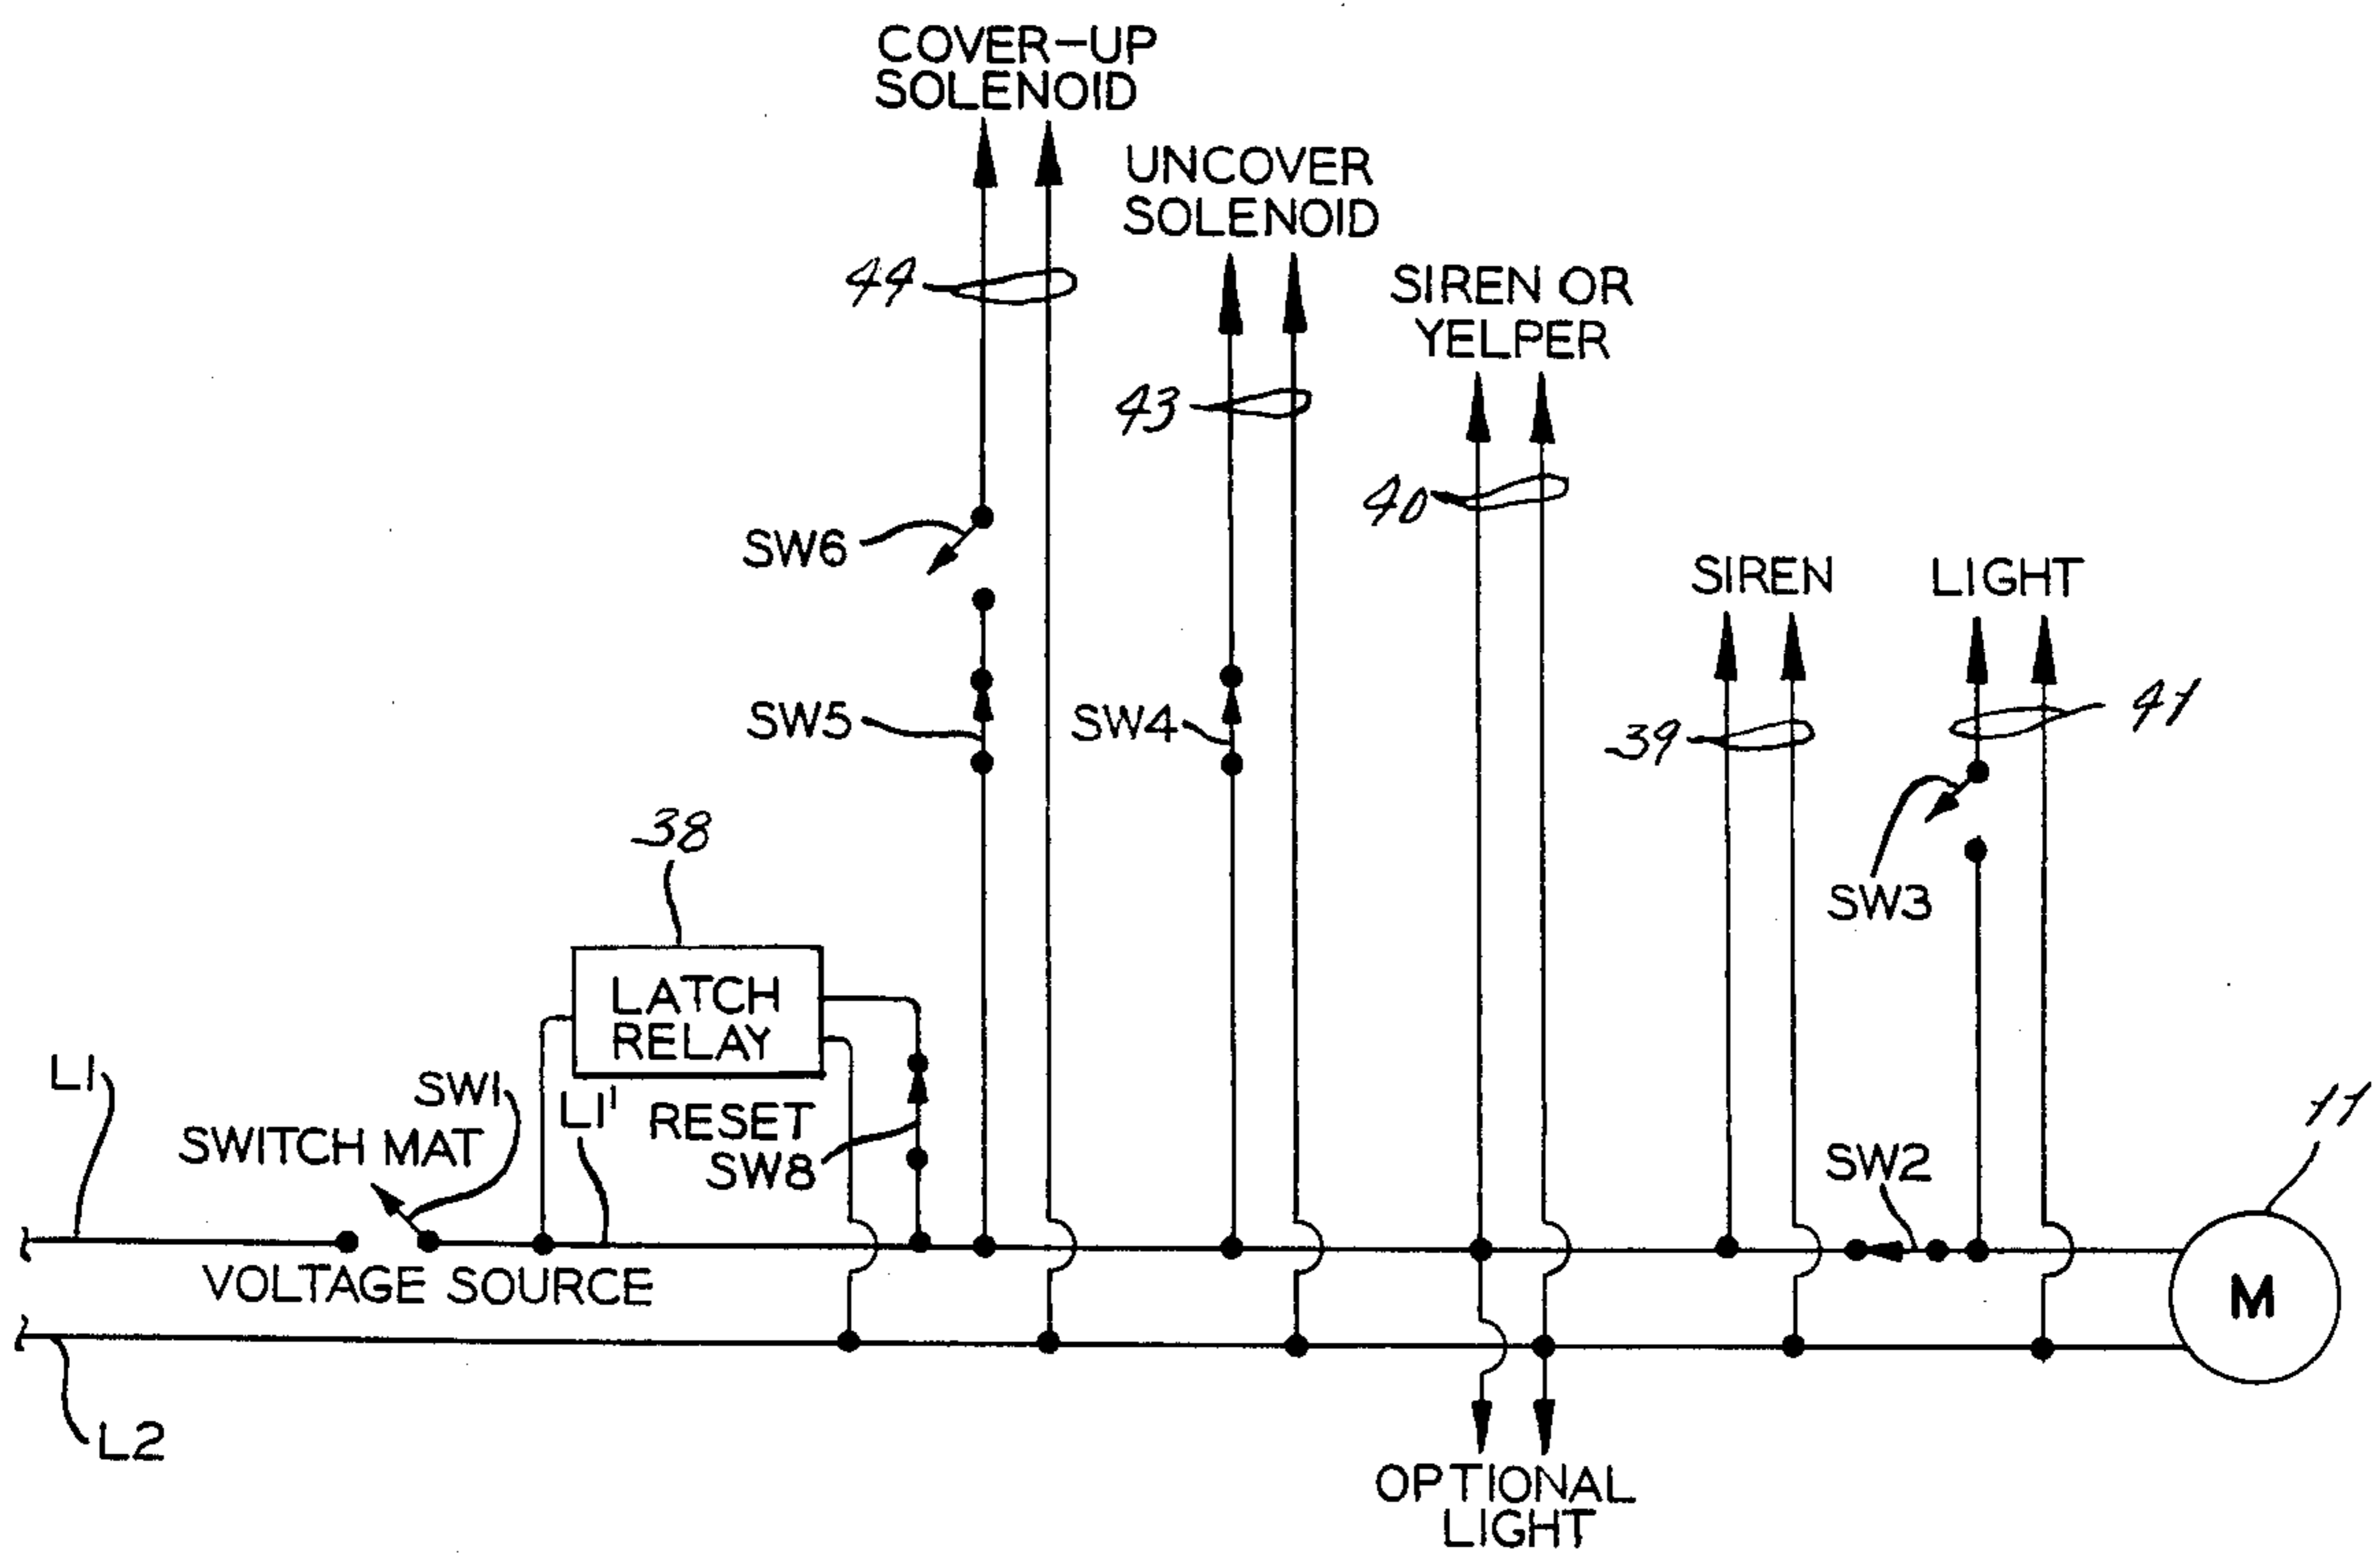 COVER-UP
SOLENOID
UNCOVER
SOLENOID
44
SIREN OR
YELPER
43
40
SW6
SIREN
LIGHT
SW5
SW4
39
41
38
SW3
LATCH
RELAY
L1
SW1
L1'
RESET
SWITCH MAT
SW8
SW2
11
VOLTAGE SOURCE
M
L2
OPTIONAL
LIGHT